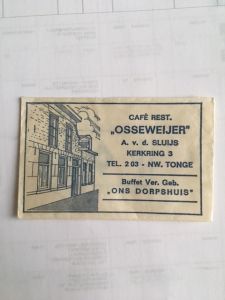 CAFÉ REST.
„OSSEWEIJER"
A. v. d. SLUIJS
KERKRING 3
TEL. 203 - NW. TONGE
Buffet Ver. Geb.
„ONS DORPSHUIS"